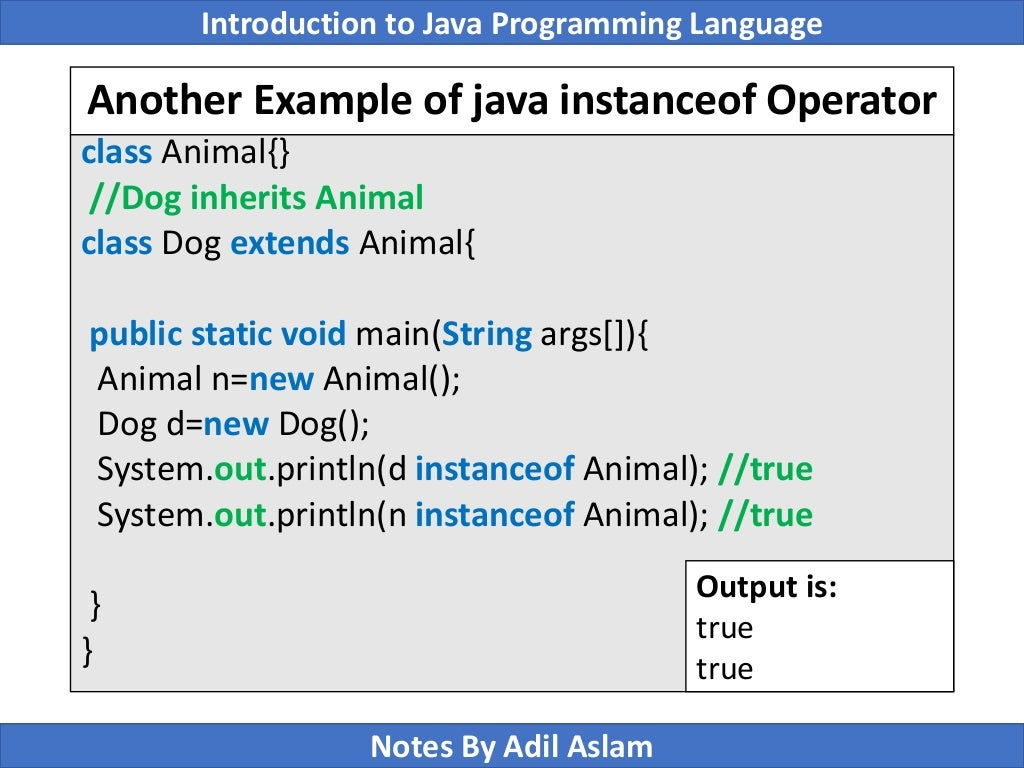 Introduction to Java Programming Language
Another Example of java instanceof Operator
class Animal{}
//Dog inherits Animal
class Dog extends Animal{
public static void main(String args[]){
Animal n=new Animal();
Dog d=new Dog();
System.out.println(d instanceof Animal); //true
System.out.println(n instanceof Animal); //true
}
}
Output is:
true
true
Notes By Adil Aslam